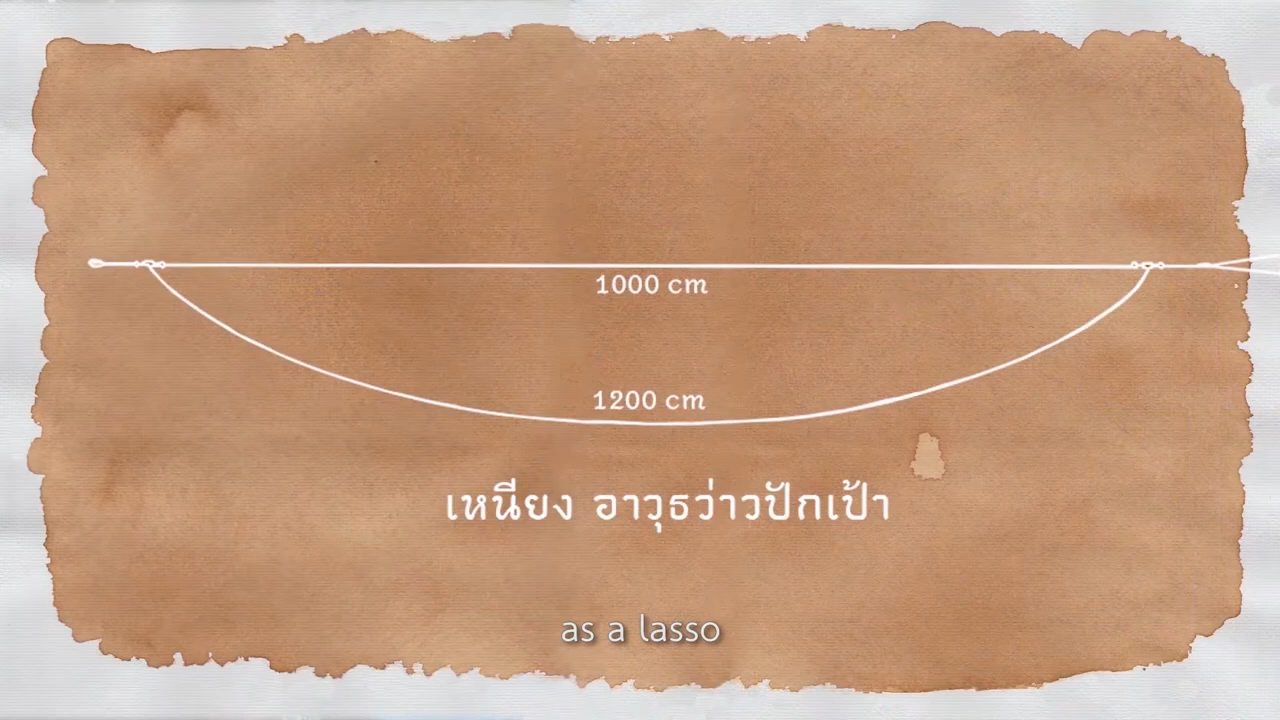 1000 cm
1200 cm
เหนียง อาวุธว่าวปักเป้า
as a lasso